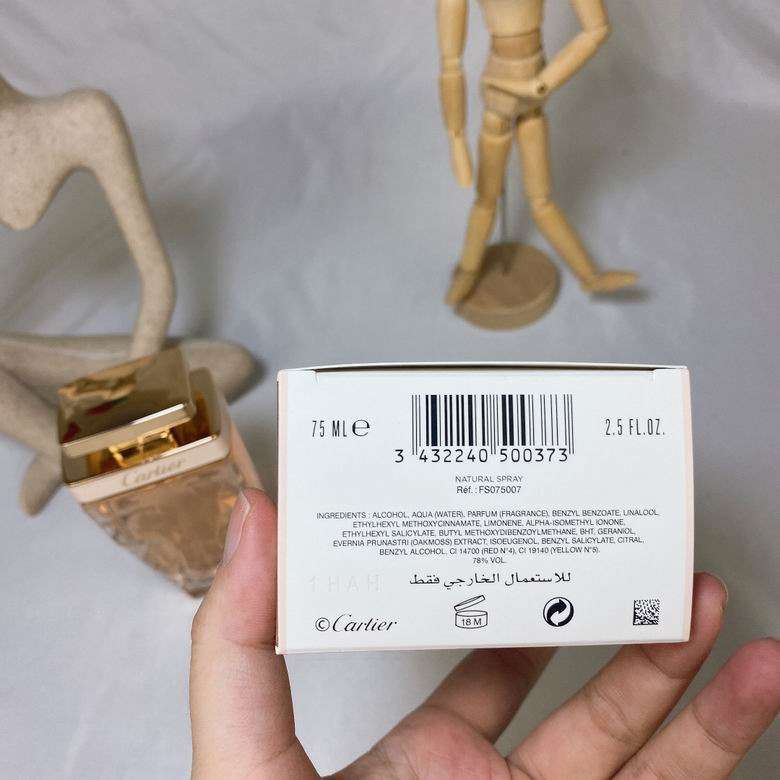 75 ML e
2.5 FL.OZ.
3 432240 500373
NATURAL SPRAY
Réf. : FS075007
INGREDIENTS : ALCOHOL, AQUA (WATER), PARFUM (FRAGRANCE), BENZYL BENZOATE, LINALOOL,
ETHYLHEXYL METHOXYCINNAMATE, LIMONENE, ALPHA-ISOMETHYL IONONE,
ETHYLHEXYL SALICYLATE, BUTYL METHOXYDIBENZOYLMETHANE, BHT, GERANIOL,
EVERNIA PRUNASTRI (OAKMOSS) EXTRACT, ISOEUGENOL, BENZYL SALICYLATE, CITRAL,
BENZYL ALCOHOL, CI 14700 (RED N°4), CI 19140 (YELLOW N°5).
78% VOL.
للاستعمال الخارجي فقط
©Cartier
18 M
Cartier